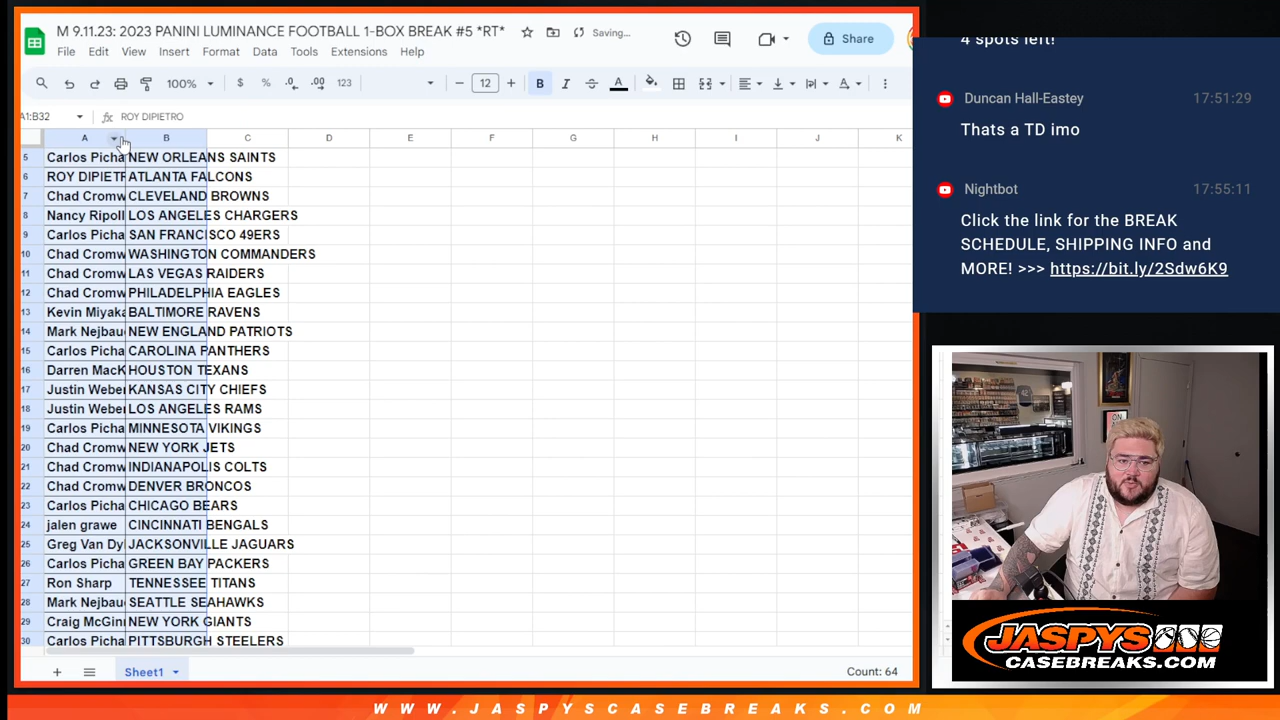 M 9.11.23: 2023 PANINI LUMINANCE FOOTBALL 1-BOX BREAK #5 *RT*
Saving...
File Edit View Insert Format Data Tools Extensions Help
Share
100% $ % .0 .00 123 12 B I A
A1:B32 fx ROY DIPIETRO
A B C D E F G H I J K
5 Carlos Picha NEW ORLEANS SAINTS
6 ROY DIPIETR ATLANTA FALCONS
7 Chad Cromw CLEVELAND BROWNS
8 Nancy Ripoll LOS ANGELES CHARGERS
9 Carlos Picha SAN FRANCISCO 49ERS
10 Chad Cromw WASHINGTON COMMANDERS
11 Chad Cromw LAS VEGAS RAIDERS
12 Chad Cromw PHILADELPHIA EAGLES
13 Kevin Miyaka BALTIMORE RAVENS
14 Mark Nejbau NEW ENGLAND PATRIOTS
15 Carlos Picha CAROLINA PANTHERS
16 Darren MacK HOUSTON TEXANS
17 Justin Weber KANSAS CITY CHIEFS
18 Justin Weber LOS ANGELES RAMS
19 Carlos Picha MINNESOTA VIKINGS
20 Chad Cromw NEW YORK JETS
21 Chad Cromw INDIANAPOLIS COLTS
22 Chad Cromw DENVER BRONCOS
23 Carlos Picha CHICAGO BEARS
24 jalen grawe CINCINNATI BENGALS
25 Greg Van Dy JACKSONVILLE JAGUARS
26 Carlos Picha GREEN BAY PACKERS
27 Ron Sharp TENNESSEE TITANS
28 Mark Nejbau SEATTLE SEAHAWKS
29 Craig McGinn NEW YORK GIANTS
30 Carlos Picha PITTSBURGH STEELERS
Sheet1
Count: 64
4 spots left!
Duncan Hall-Eastey 17:51:29
Thats a TD imo
Nightbot 17:55:11
Click the link for the BREAK
SCHEDULE, SHIPPING INFO and
MORE! >>> https://bit.ly/2Sdw6K9
JASPYS
CASEBREAKS.COM
WWW.JASPYSCASEBREAKS.COM